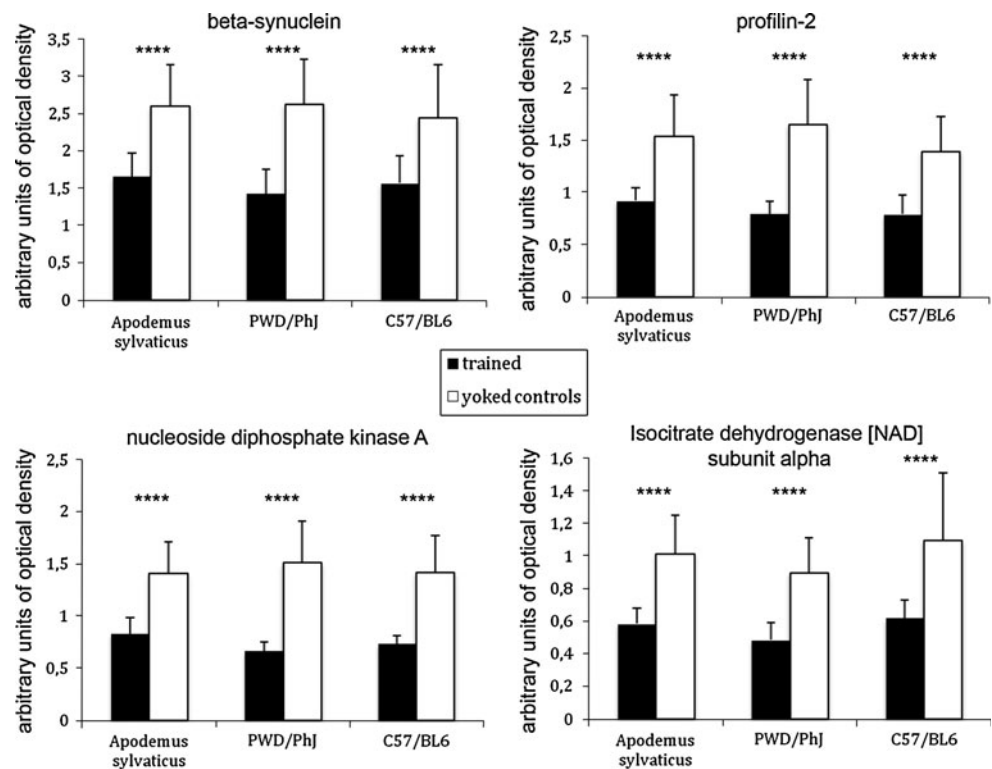 beta-synuclein
arbitrary units of optical density
3,5
3
2,5
2
1,5
1
0,5
0
****
****
****
Apodemus
sylvaticus
PWD/PhJ
C57/BL6
profilin-2
arbitrary units of optical density
2,5
2
1,5
1
0,5
0
****
****
****
Apodemus
sylvaticus
PWD/PhJ
C57/BL6
trained
yoked controls
nucleoside diphosphate kinase A
arbitrary units of optical density
2,5
2
1,5
1
0,5
0
****
****
****
Apodemus
sylvaticus
PWD/PhJ
C57/BL6
Isocitrate dehydrogenase [NAD]
subunit alpha
arbitrary units of optical density
1,6
1,4
1,2
1
0,8
0,6
0,4
0,2
0
****
****
****
Apodemus
sylvaticus
PWD/PhJ
C57/BL6